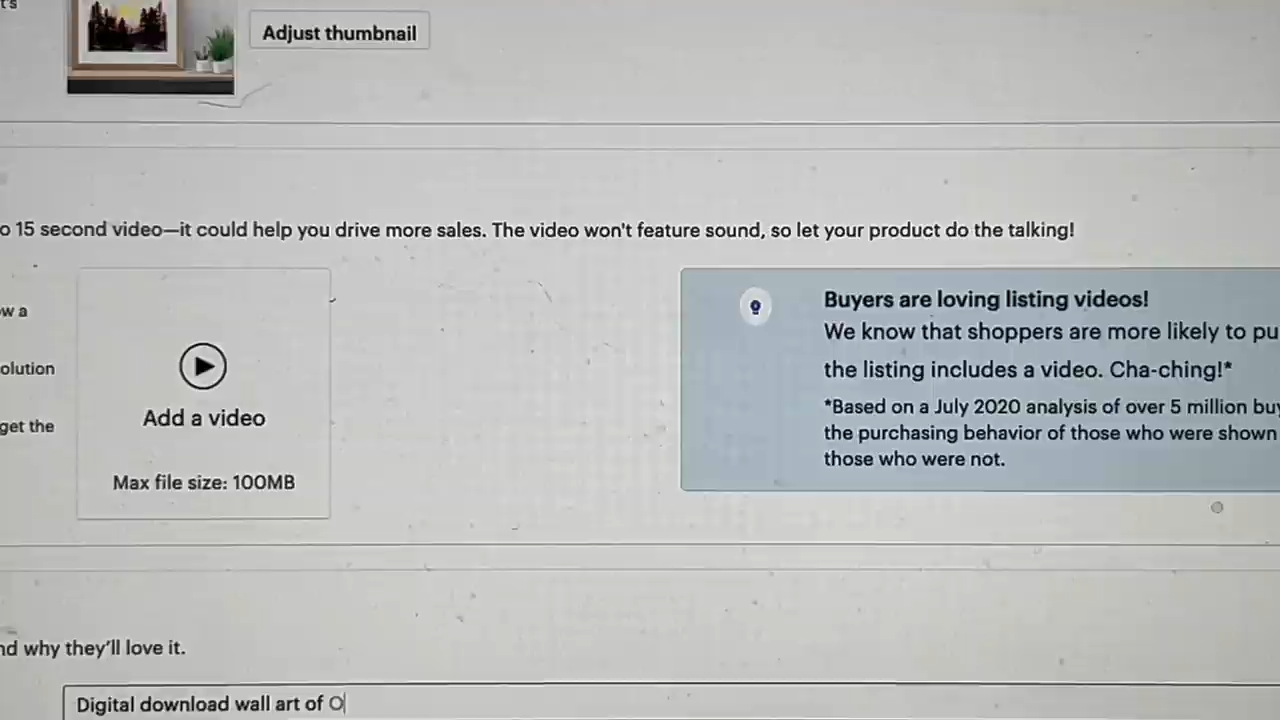 Adjust thumbnail
o 15 second video—it could help you drive more sales. The video won't feature sound, so let your product do the talking!
w a
olution
get the
Add a video
Max file size: 100MB
Buyers are loving listing videos!
We know that shoppers are more likely to pu
the listing includes a video. Cha-ching!*
*Based on a July 2020 analysis of over 5 million buy
the purchasing behavior of those who were shown
those who were not.
nd why they'll love it.
Digital download wall art of O